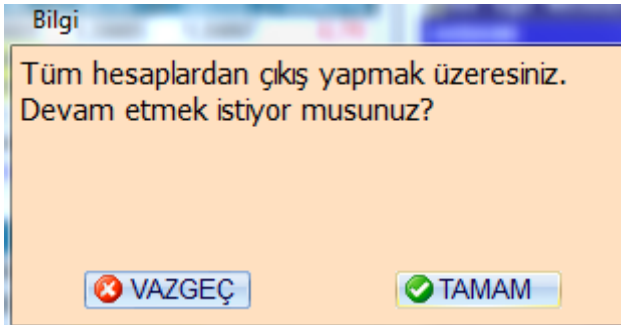 Bilgi
Tüm hesaplardan çıkış yapmak üzeresiniz.
Devam etmek istiyor musunuz?
VAZGEÇ
TAMAM